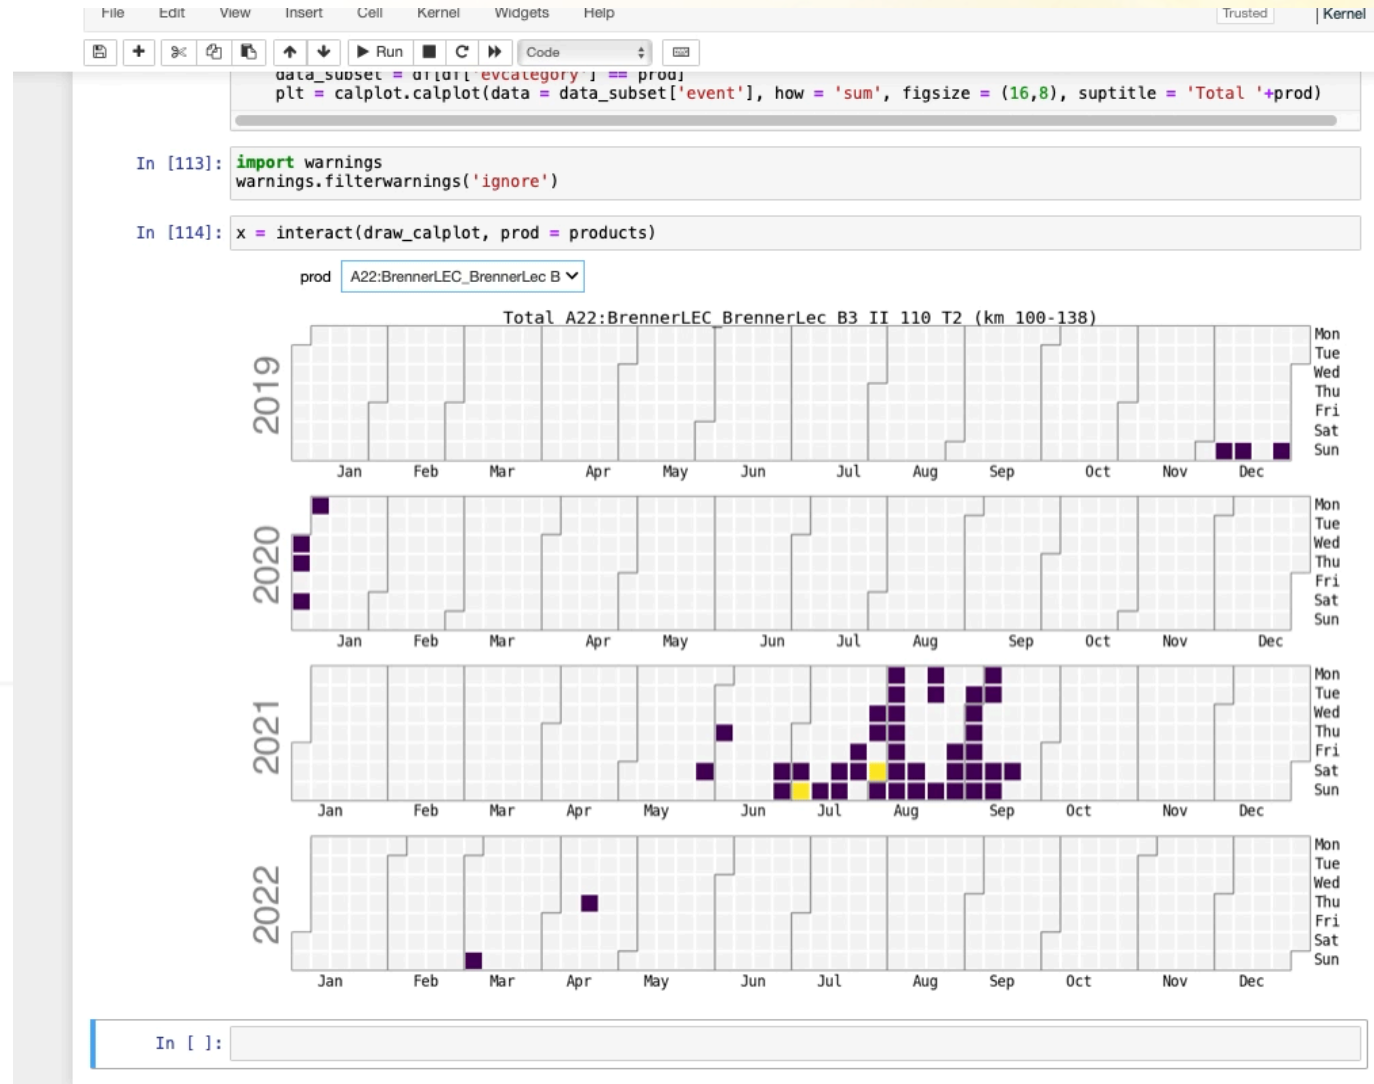 File Edit View Insert Cell Kernel Widgets Help Trusted Kernel
Run Code
data_subset = df[df['evcategory'] == prod]
plt = calplot.calplot(data = data_subset['event'], how = 'sum', figsize = (16,8), suptitle = 'Total '+prod)
In [113]: import warnings
warnings.filterwarnings('ignore')
In [114]: x = interact(draw_calplot, prod = products)
prod A22:BrennerLEC_BrennerLec B
Total A22:BrennerLEC_BrennerLec B3 II 110 T2 (km 100-138)
2019
Mon
Tue
Wed
Thu
Fri
Sat
Sun
Jan Feb Mar Apr May Jun Jul Aug Sep Oct Nov Dec
2020
Mon
Tue
Wed
Thu
Fri
Sat
Sun
Jan Feb Mar Apr May Jun Jul Aug Sep Oct Nov Dec
2021
Mon
Tue
Wed
Thu
Fri
Sat
Sun
Jan Feb Mar Apr May Jun Jul Aug Sep Oct Nov Dec
2022
Mon
Tue
Wed
Thu
Fri
Sat
Sun
Jan Feb Mar Apr May Jun Jul Aug Sep Oct Nov Dec
In [ ]: